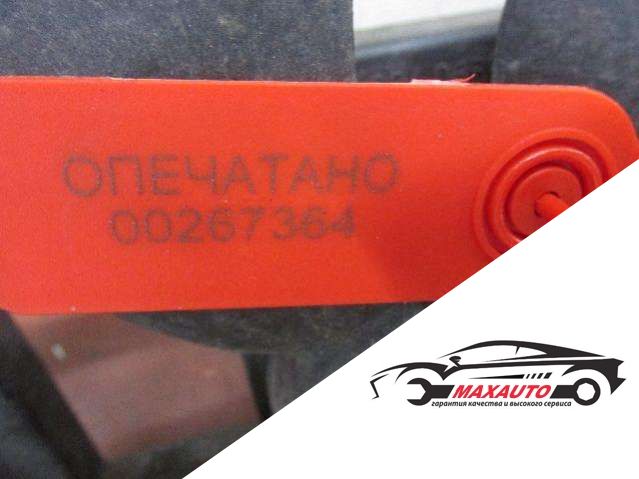 ОПЕЧАТАНО
00267364
MAXAUTO
гарантия качества и высокого сервиса